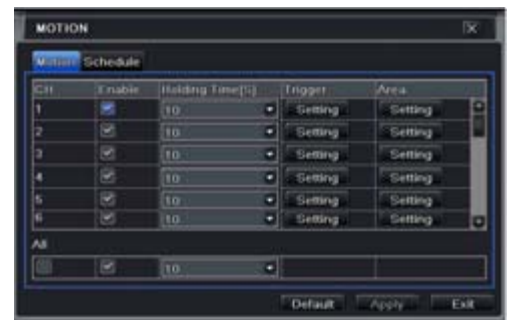 MOTION
Motion Schedule
CH Enable Holding Time(S) Trigger Area
1 10 Setting Setting
2 10 Setting Setting
3 10 Setting Setting
4 10 Setting Setting
5 10 Setting Setting
6 10 Setting Setting
All
10
Default Apply Exit